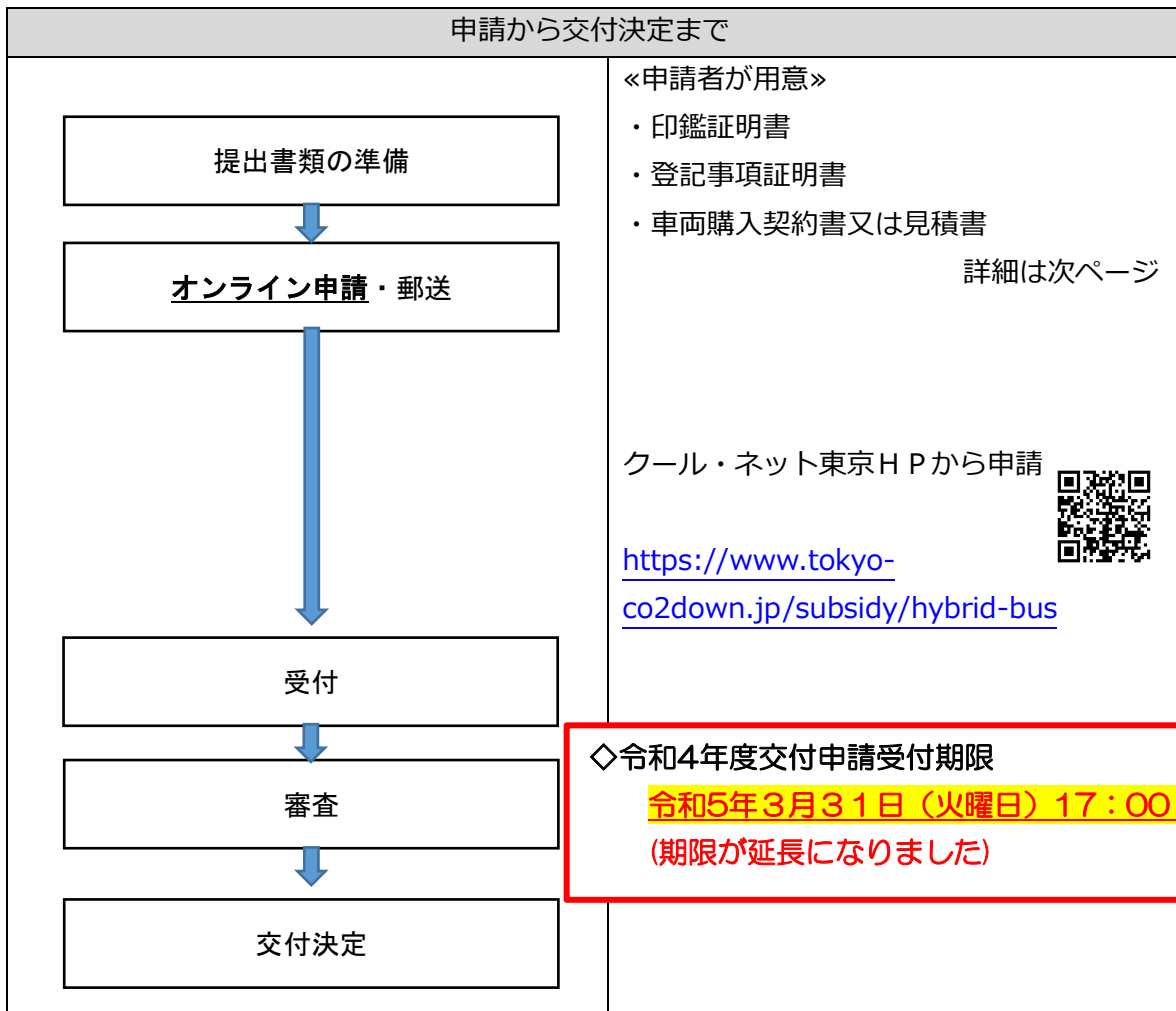 申請から交付決定まで
提出書類の準備
オンライン申請・郵送
受付
審査
交付決定
≪申請者が用意≫
・印鑑証明書
・登記事項証明書
・車両購入契約書又は見積書
詳細は次ページ
クール・ネット東京ＨＰから申請
https://www.tokyo-
co2down.jp/subsidy/hybrid-bus
◇令和4年度交付申請受付期限
令和5年３月３１日（火曜日）17：00
(期限が延長になりました)